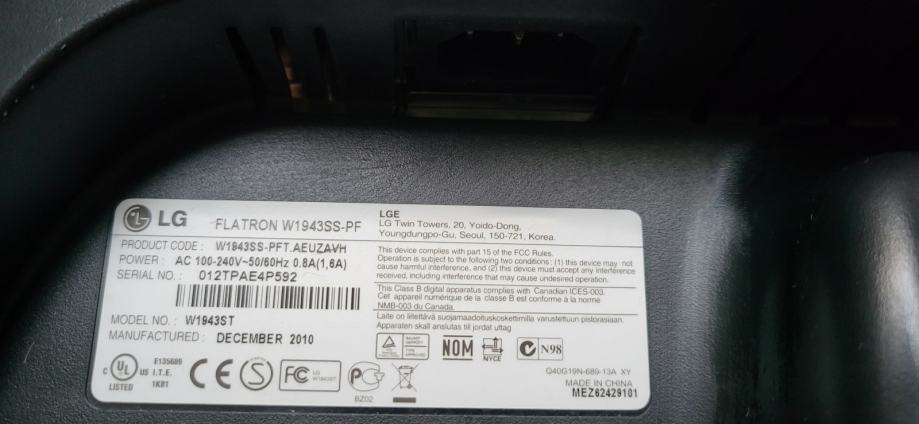 LG FLATRON W1943SS-PF
PRODUCT CODE : W1943SS-PFT.AEUZAVH
POWER : AC 100-240V~50/60Hz 0.8A(1,6A)
SERIAL NO. : 012TPAE4P592
MODEL NO. : W1943ST
MANUFACTURED : DECEMBER 2010
LGE
LG Twin Towers, 20, Yoido-Dong,
Youngdungpo-Gu, Seoul, 150-721, Korea.
This device complies with part 15 of the FCC Rules.
Operation is subject to the following two conditions : (1) this device may not
cause harmful interference, and (2) this device must accept any interference
received, including interference that may cause undesired operation.
This Class B digital apparatus complies with Canadian ICES-003.
Cet appareil numérique de la classe B est conforme à la norme
NMB-003 du Canada.
Laite on liitettävä suojamaadoituskoskettimilla varustettuun pistorasiaan.
Apparaten skall anslutas till jordat uttag
C UL US LISTED
E135689
I.T.E.
1K81
CE
S
FC LG W1943ST
PC
BZ02
NOM
NYCE
N98
Q40G19N-689-13A XY
MADE IN CHINA
MEZ62429101